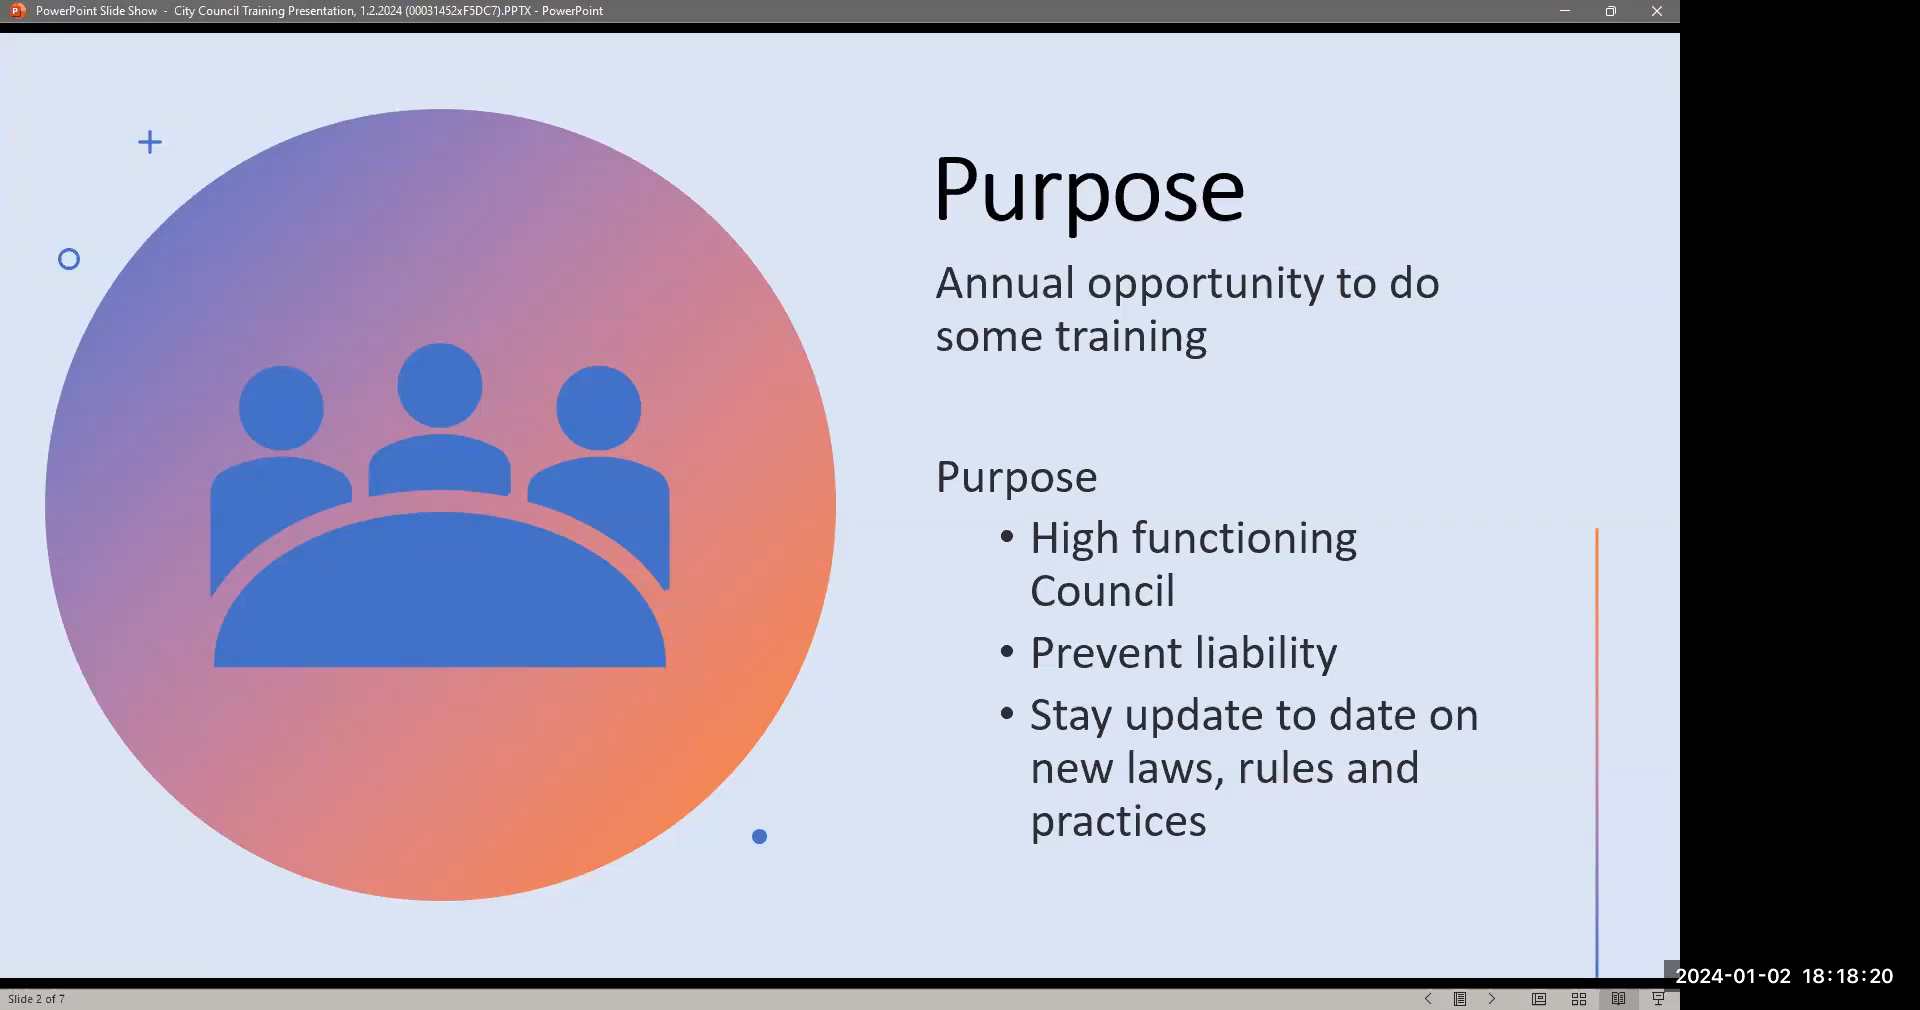 PowerPoint Slide Show - City Council Training Presentation, 1.2.2024 (00031452xF5DC7).PPTX - PowerPoint
Purpose
Annual opportunity to do
some training
Purpose
• High functioning
Council
• Prevent liability
• Stay update to date on
new laws, rules and
practices
2024-01-02 18:18:20
Slide 2 of 7